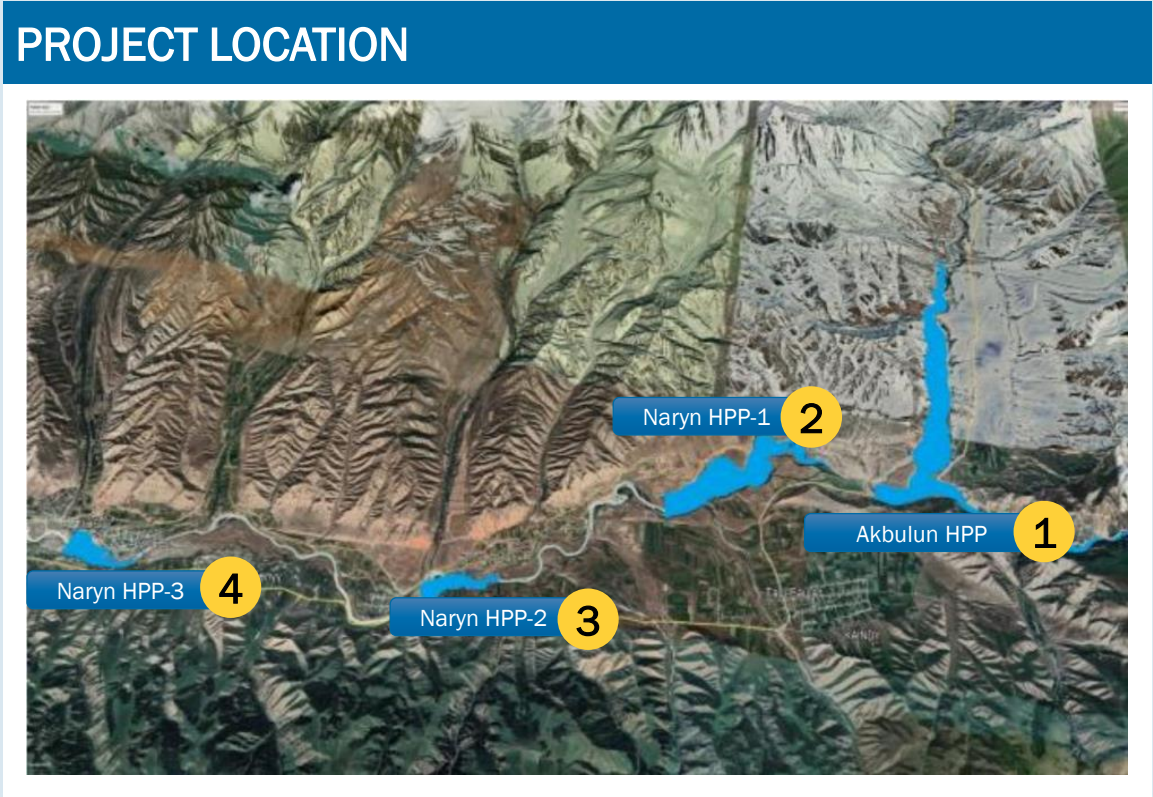 PROJECT LOCATION
Naryn HPP-1
2
Akbulun HPP
1
Naryn HPP-3
4
Naryn HPP-2
3